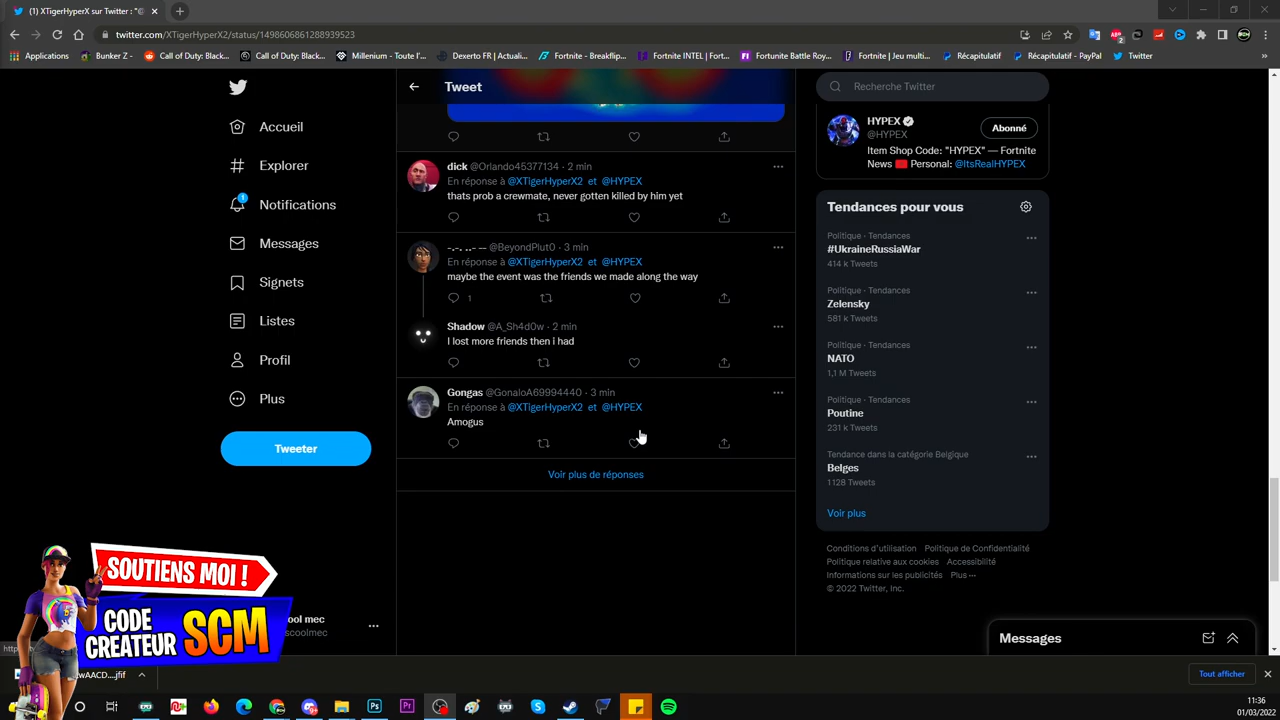 (1) XTigerHyperX sur Twitter : "@
twitter.com/XTigerHyperX2/status/1498606861288939523
Applications
Bunker Z -
Call of Duty: Black...
Call of Duty: Black...
Millenium - Toute l'...
Dexerto FR | Actuali...
Fortnite - Breakflip...
Fortnite INTEL | Fort...
Fortunite Battle Roy...
Fortnite | Jeu multi...
Récapitulatif
Récapitulatif - PayPal
Twitter
»
Accueil
Explorer
1
Notifications
Messages
Signets
Listes
Profil
Plus
Tweeter
Tweet
dick @Orlando45377134 · 2 min
En réponse à @XTigerHyperX2 et @HYPEX
thats prob a crewmate, never gotten killed by him yet
-.-. ..- — @BeyondPlut0 · 3 min
En réponse à @XTigerHyperX2 et @HYPEX
maybe the event was the friends we made along the way
1
Shadow @A_Sh4d0w · 2 min
I lost more friends then i had
Gongas @GonaloA69994440 · 3 min
En réponse à @XTigerHyperX2 et @HYPEX
Amogus
Voir plus de réponses
Recherche Twitter
HYPEX
@HYPEX
Abonné
Item Shop Code: "HYPEX" — Fortnite
News Personal: @ItsRealHYPEX
Tendances pour vous
Politique · Tendances
#UkraineRussiaWar
414 k Tweets
Politique · Tendances
Zelensky
581 k Tweets
Politique · Tendances
NATO
1,1 M Tweets
Politique · Tendances
Poutine
231 k Tweets
Tendance dans la catégorie Belgique
Belges
1 128 Tweets
Voir plus
Conditions d'utilisation Politique de Confidentialité
Politique relative aux cookies Accessibilité
Informations sur les publicités Plus ···
© 2022 Twitter, Inc.
Messages
SOUTIENS MOI !
CODE
CREATEUR SCM
ool mec
scoolmec
wAACD....jfif
Tout afficher
11:36
01/03/2022